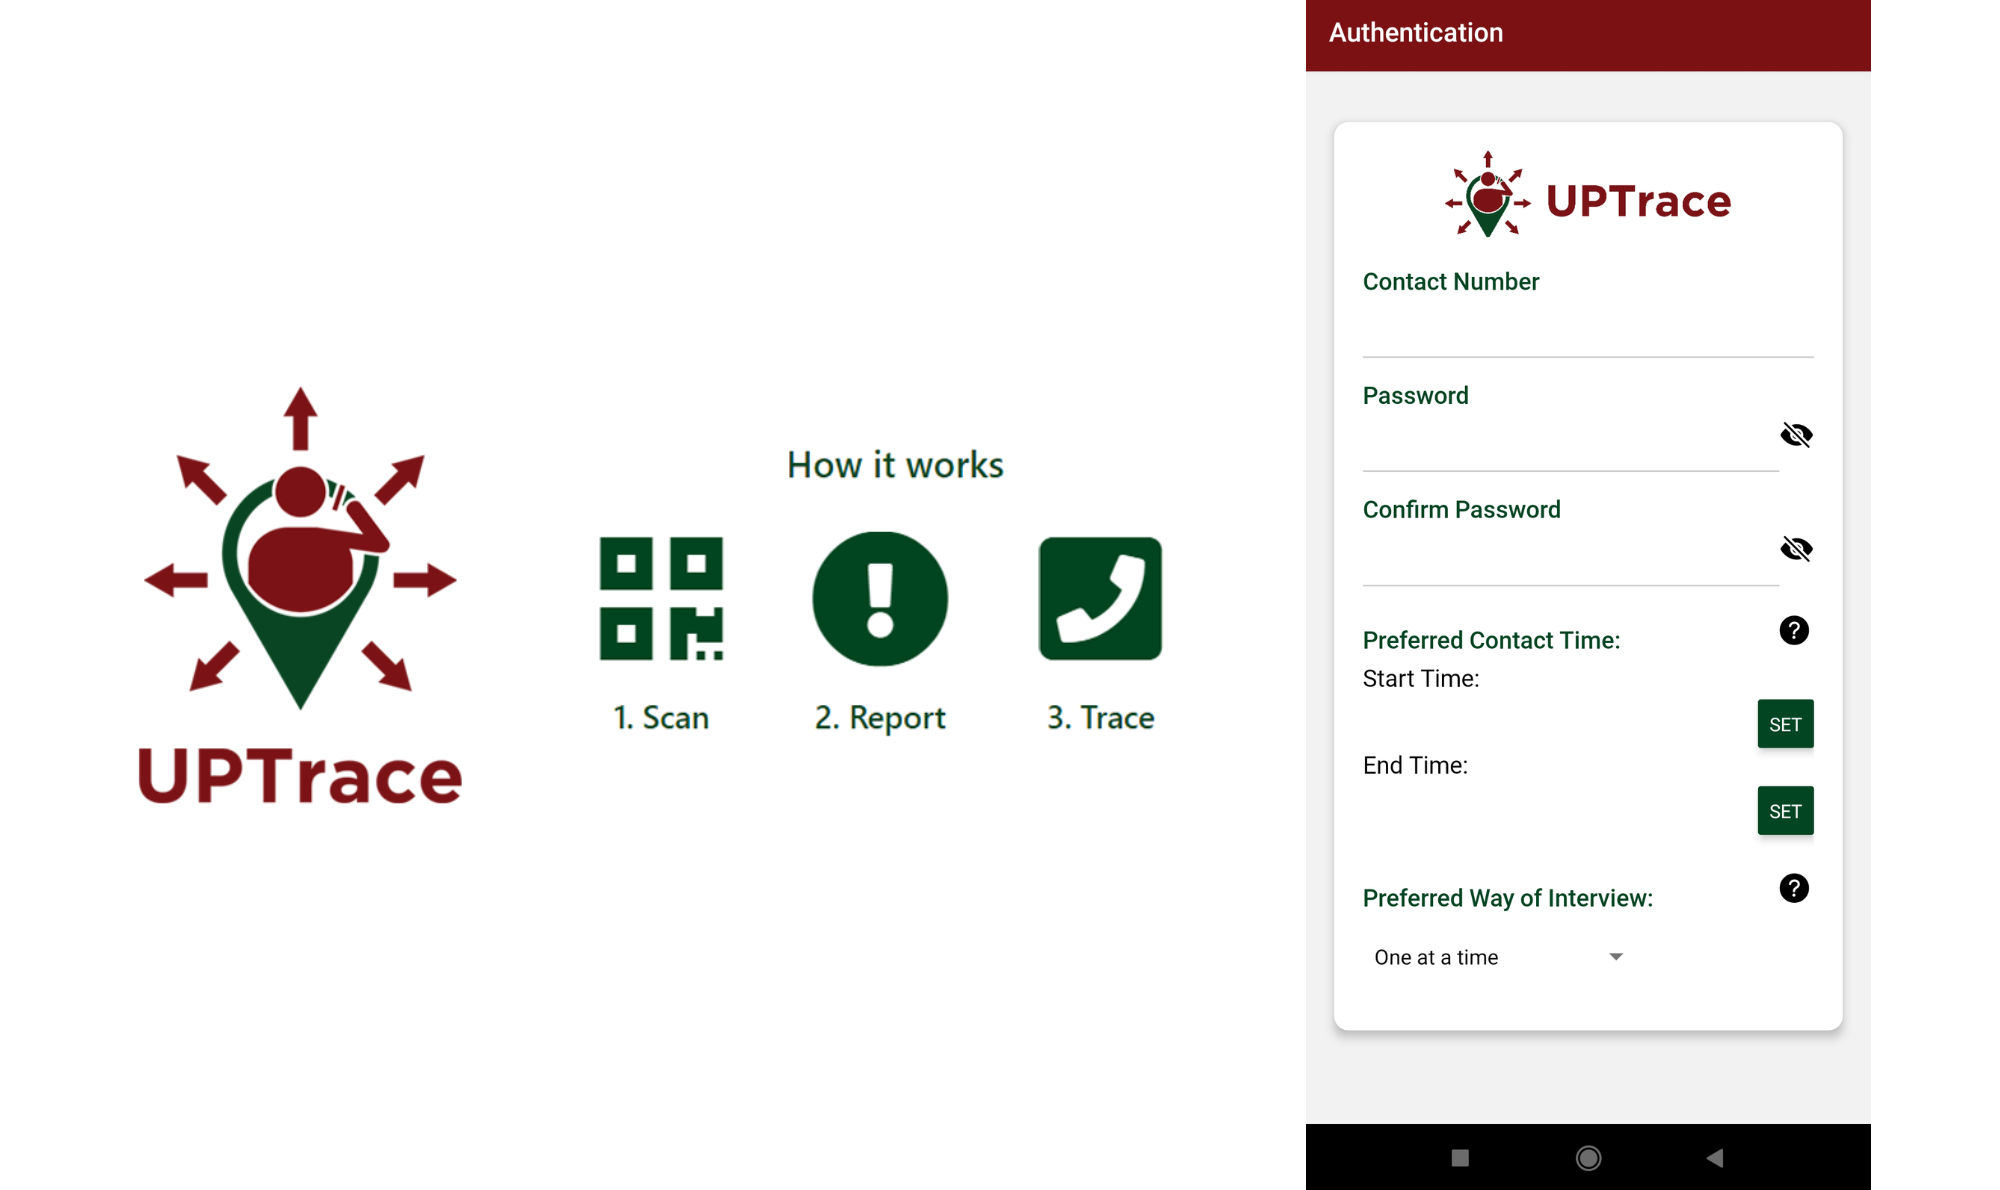 UPTrace
How it works
1. Scan
2. Report
3. Trace
Authentication
UPTrace
Contact Number
Password
Confirm Password
Preferred Contact Time:
Start Time:
SET
End Time:
SET
Preferred Way of Interview:
One at a time